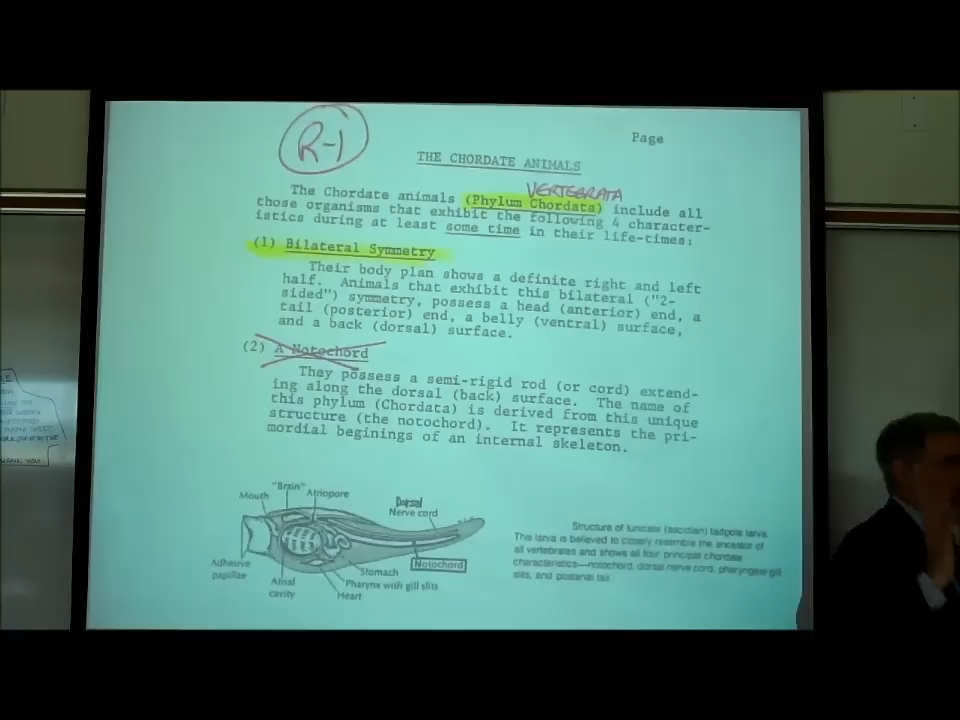 R-1
Page
THE CHORDATE ANIMALS
VERTEBRATA
The Chordate animals (Phylum Chordata) include all
those organisms that exhibit the following 4 character-
istics during at least some time in their life-times:
(1) Bilateral Symmetry
Their body plan shows a definite right and left
half. Animals that exhibit this bilateral ("2-
sided") symmetry, possess a head (anterior) end, a
tail (posterior) end, a belly (ventral) surface,
and a back (dorsal) surface.
(2) A Notochord
They possess a semi-rigid rod (or cord) extend-
ing along the dorsal (back) surface. The name of
this phylum (Chordata) is derived from this unique
structure (the notochord). It represents the pri-
mordial beginings of an internal skeleton.
"Brain"
Mouth
Atriopore
Dorsal
Nerve cord
Notochord
Adhesive
papillae
Atrial
cavity
Stomach
Pharynx with gill slits
Heart
Structure of tunicate (ascidian) tadpole larva.
This larva is believed to closely resemble the ancestor of
all vertebrates and shows all four principal chordate
characteristics—notochord, dorsal nerve cord, pharyngeal gill
slits, and postanal tail.
THANK YOU